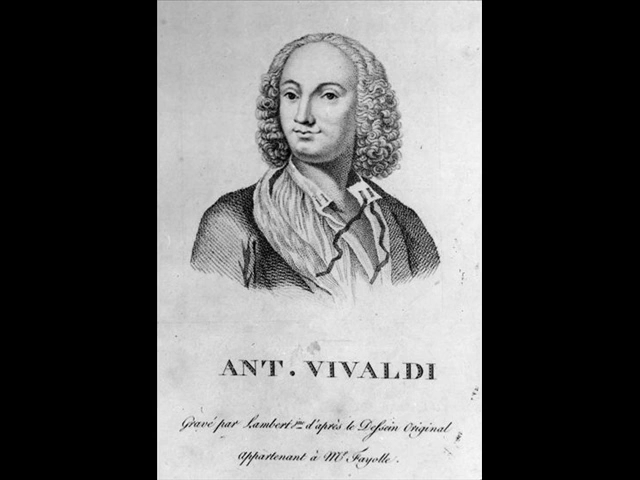 ANT. VIVALDI
Gravé par Lambert jne d'après le Dessein Original
appartenant à Mr. Fayolle.